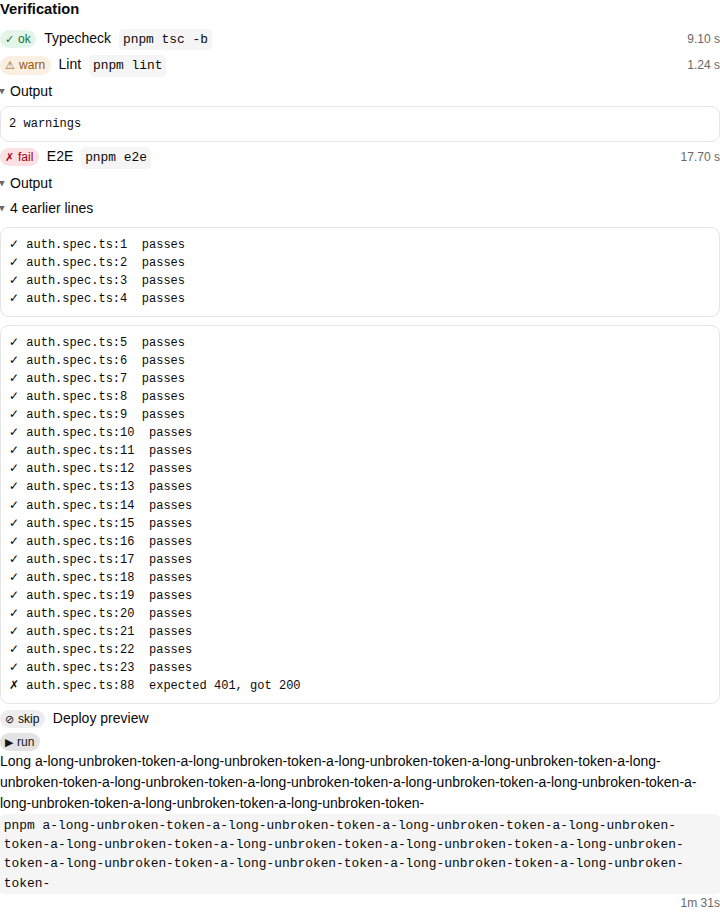 Verification
✓ ok Typecheck pnpm tsc -b 9.10 s
⚠ warn Lint pnpm lint 1.24 s
▾ Output
2 warnings
✗ fail E2E pnpm e2e 17.70 s
▾ Output
▾ 4 earlier lines
✓ auth.spec.ts:1  passes
✓ auth.spec.ts:2  passes
✓ auth.spec.ts:3  passes
✓ auth.spec.ts:4  passes
✓ auth.spec.ts:5  passes
✓ auth.spec.ts:6  passes
✓ auth.spec.ts:7  passes
✓ auth.spec.ts:8  passes
✓ auth.spec.ts:9  passes
✓ auth.spec.ts:10  passes
✓ auth.spec.ts:11  passes
✓ auth.spec.ts:12  passes
✓ auth.spec.ts:13  passes
✓ auth.spec.ts:14  passes
✓ auth.spec.ts:15  passes
✓ auth.spec.ts:16  passes
✓ auth.spec.ts:17  passes
✓ auth.spec.ts:18  passes
✓ auth.spec.ts:19  passes
✓ auth.spec.ts:20  passes
✓ auth.spec.ts:21  passes
✓ auth.spec.ts:22  passes
✓ auth.spec.ts:23  passes
✗ auth.spec.ts:88  expected 401, got 200
⊘ skip Deploy preview
▶ run
Long a-long-unbroken-token-a-long-unbroken-token-a-long-unbroken-token-a-long-unbroken-token-a-long-
unbroken-token-a-long-unbroken-token-a-long-unbroken-token-a-long-unbroken-token-a-long-unbroken-token-a-
long-unbroken-token-a-long-unbroken-token-a-long-unbroken-token-
pnpm a-long-unbroken-token-a-long-unbroken-token-a-long-unbroken-token-a-long-unbroken-
token-a-long-unbroken-token-a-long-unbroken-token-a-long-unbroken-token-a-long-unbroken-
token-a-long-unbroken-token-a-long-unbroken-token-a-long-unbroken-token-a-long-unbroken-
token-
1m 31s